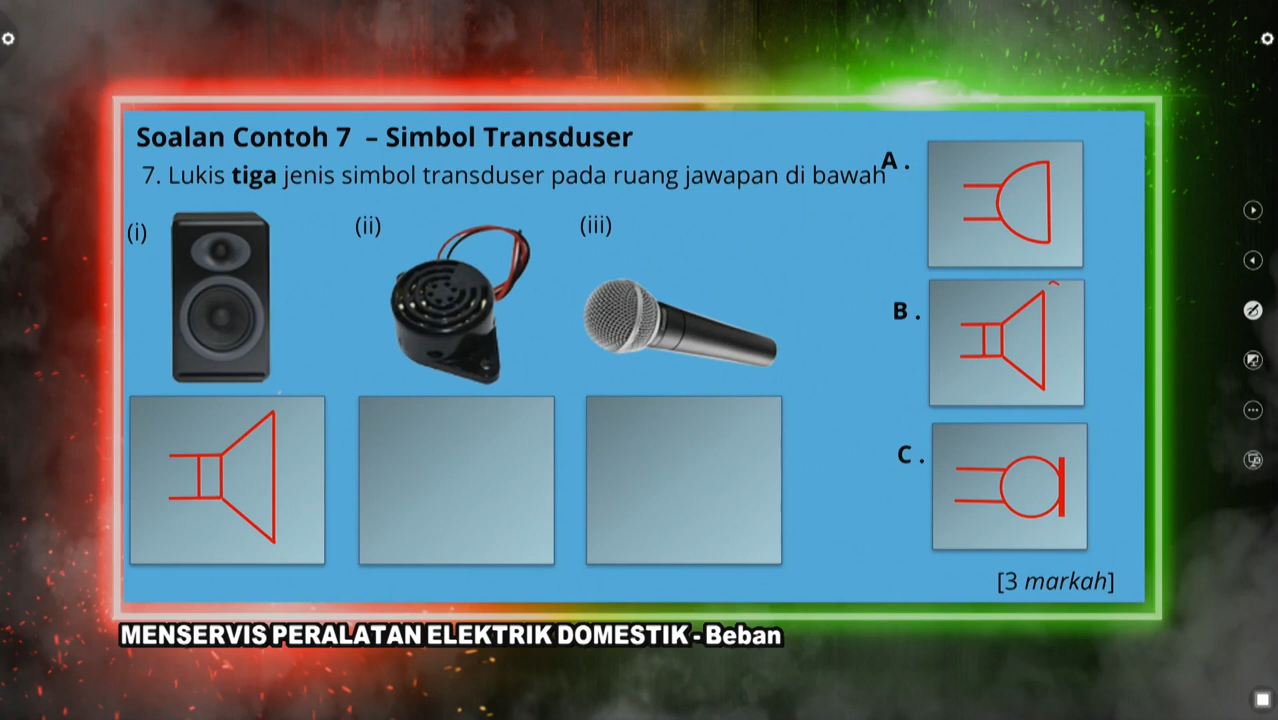 Soalan Contoh 7 – Simbol Transduser
7. Lukis tiga jenis simbol transduser pada ruang jawapan di bawah
A .
(i)
(ii)
(iii)
B .
C .
[3 markah]
MENSERVIS PERALATAN ELEKTRIK DOMESTIK - Beban